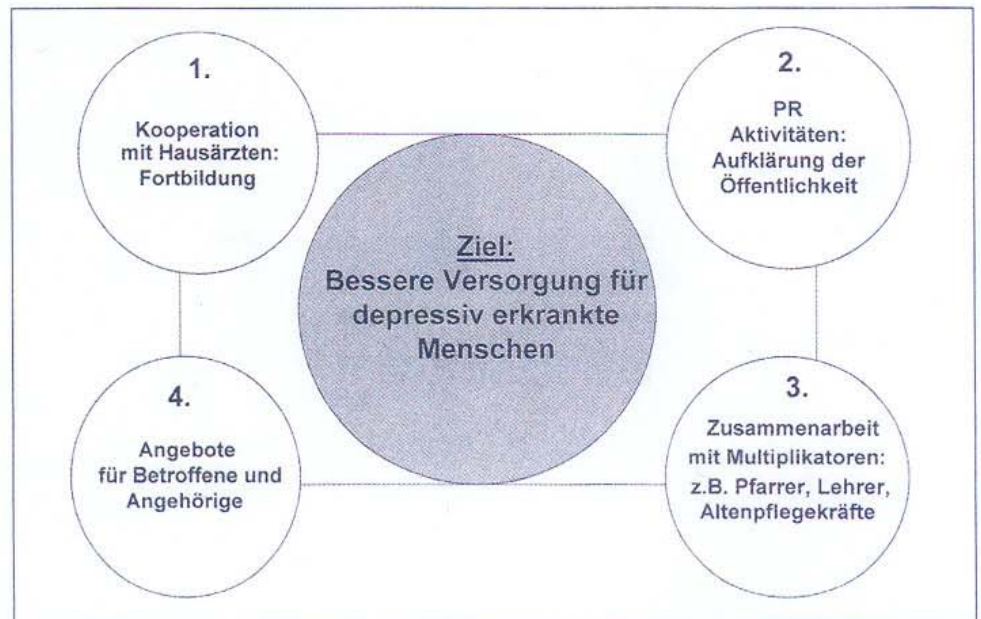 1.
Kooperation
mit Hausärzten:
Fortbildung
2.
PR
Aktivitäten:
Aufklärung der
Öffentlichkeit
Ziel:
Bessere Versorgung für
depressiv erkrankte
Menschen
3.
Zusammenarbeit
mit Multiplikatoren:
z.B. Pfarrer, Lehrer,
Altenpflegekräfte
4.
Angebote
für Betroffene und
Angehörige